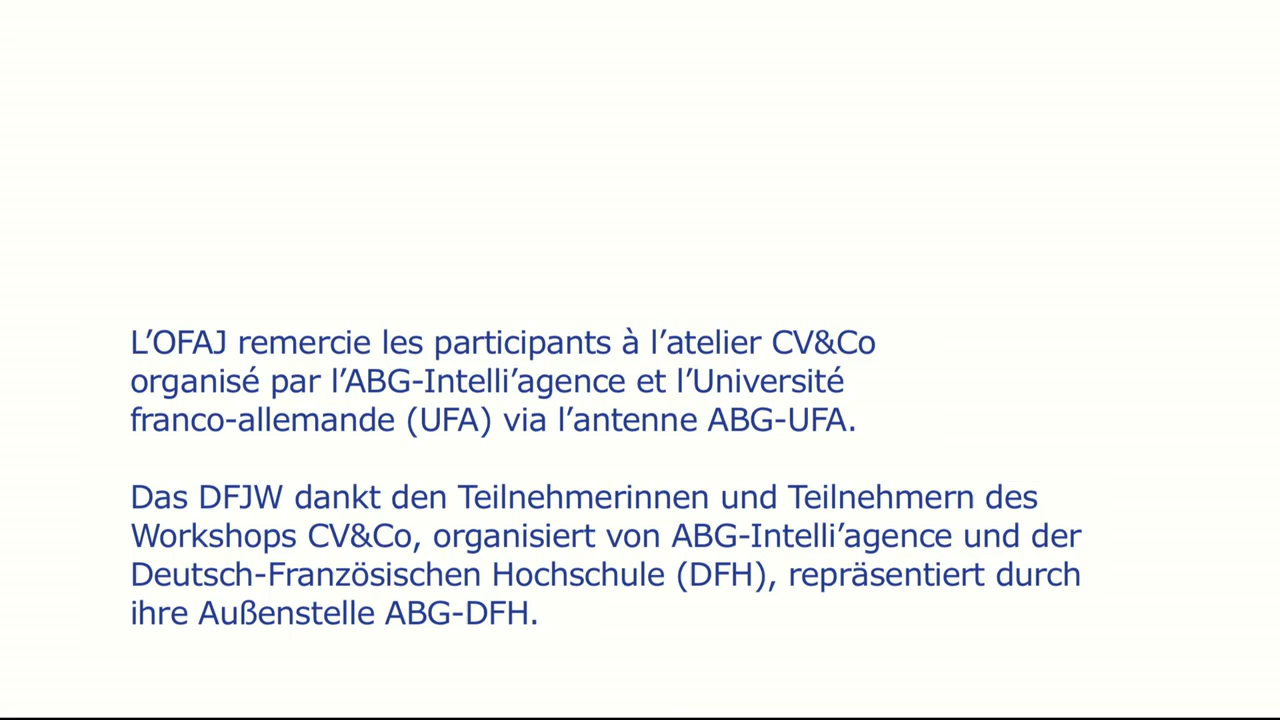 L’OFAJ remercie les participants à l’atelier CV&Co
organisé par l’ABG-Intelli’agence et l’Université
franco-allemande (UFA) via l’antenne ABG-UFA.
Das DFJW dankt den Teilnehmerinnen und Teilnehmern des
Workshops CV&Co, organisiert von ABG-Intelli’agence und der
Deutsch-Französischen Hochschule (DFH), repräsentiert durch
ihre Außenstelle ABG-DFH.